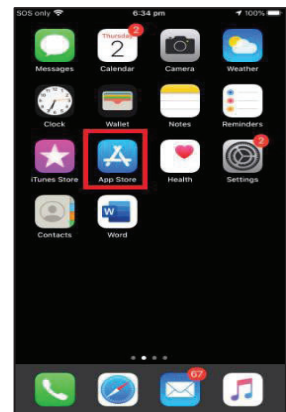 SOS only 6:34 pm 100%
Thursday 2
2
Messages Calendar Camera Weather
Clock Wallet Notes Reminders
2
iTunes Store App Store Health Settings
W
Contacts Word
67